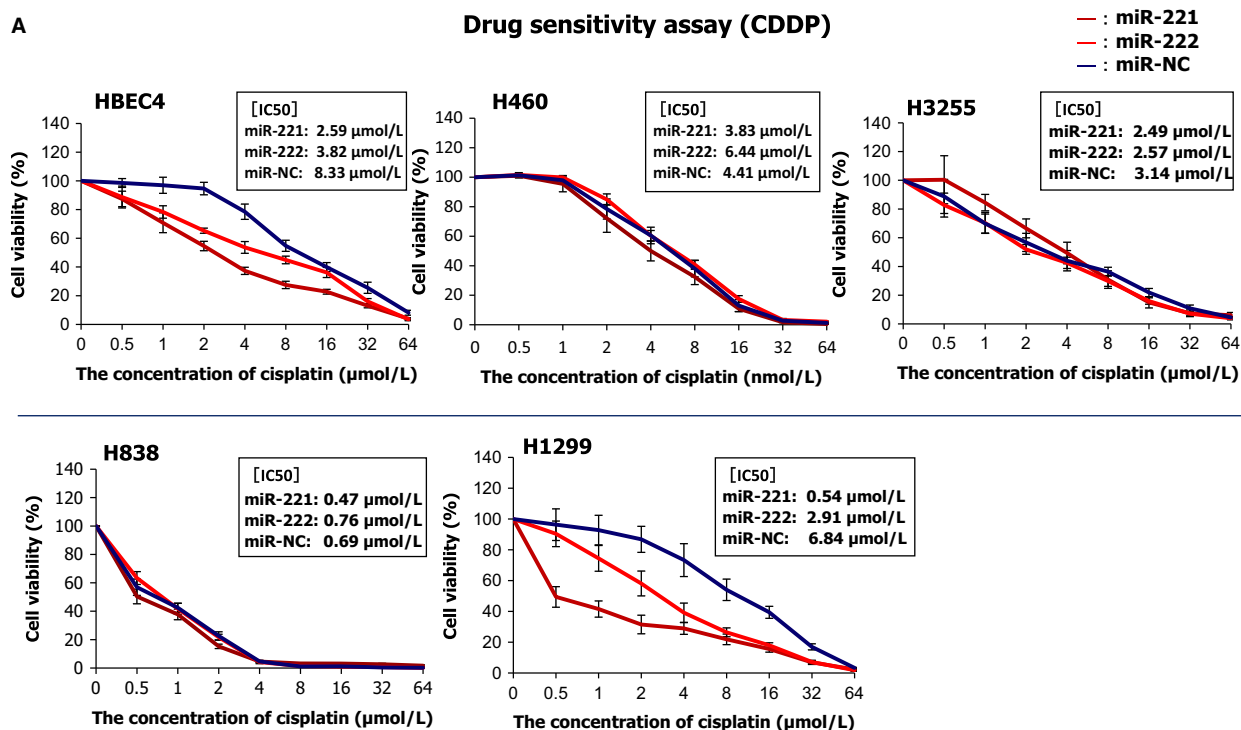 A
Drug sensitivity assay (CDDP)
— : miR-221
— : miR-222
— : miR-NC
HBEC4
[IC50]
miR-221: 2.59 µmol/L
miR-222: 3.82 µmol/L
miR-NC: 8.33 µmol/L
Cell viability (%)
140
120
100
80
60
40
20
0
0 0.5 1 2 4 8 16 32 64
The concentration of cisplatin (µmol/L)
H460
[IC50]
miR-221: 3.83 µmol/L
miR-222: 6.44 µmol/L
miR-NC: 4.41 µmol/L
Cell viability (%)
140
120
100
80
60
40
20
0
0 0.5 1 2 4 8 16 32 64
The concentration of cisplatin (nmol/L)
H3255
[IC50]
miR-221: 2.49 µmol/L
miR-222: 2.57 µmol/L
miR-NC: 3.14 µmol/L
Cell viability (%)
140
120
100
80
60
40
20
0
0 0.5 1 2 4 8 16 32 64
The concentration of cisplatin (µmol/L)
H838
[IC50]
miR-221: 0.47 µmol/L
miR-222: 0.76 µmol/L
miR-NC: 0.69 µmol/L
Cell viability (%)
140
120
100
80
60
40
20
0
0 0.5 1 2 4 8 16 32 64
The concentration of cisplatin (µmol/L)
H1299
[IC50]
miR-221: 0.54 µmol/L
miR-222: 2.91 µmol/L
miR-NC: 6.84 µmol/L
Cell viability (%)
140
120
100
80
60
40
20
0
0 0.5 1 2 4 8 16 32 64
The concentration of cisplatin (µmol/L)